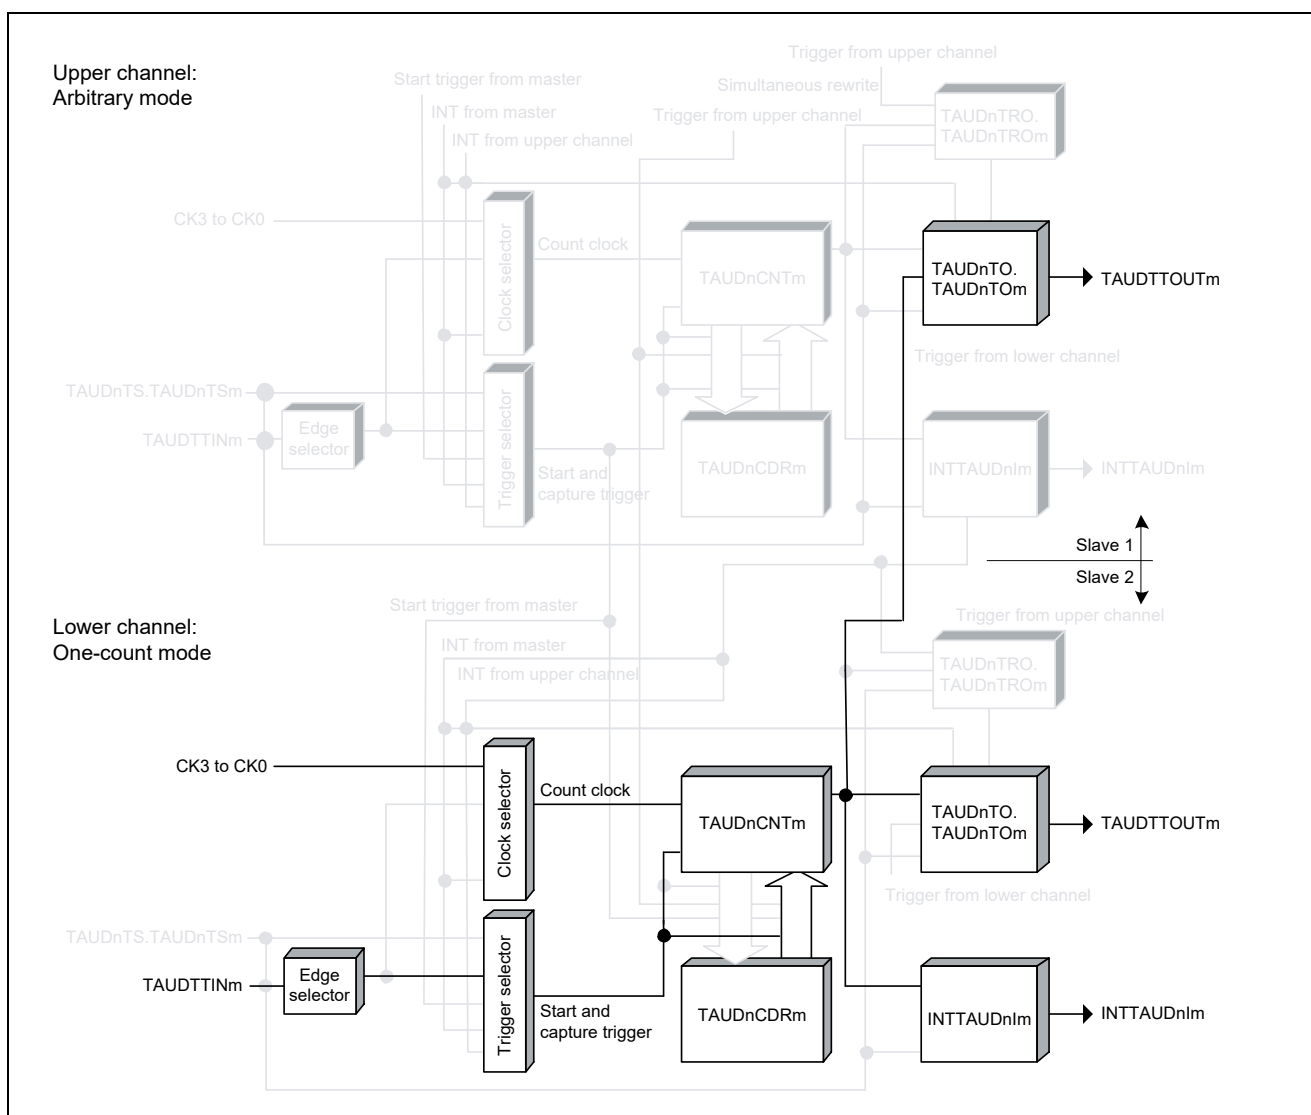 Upper channel:
Arbitrary mode
Trigger from upper channel
Start trigger from master
Simultaneous rewrite
INT from master
Trigger from upper channel
INT from upper channel
TAUDnTRO.
TAUDnTROm
CK3 to CK0
Clock selector
Count clock
TAUDnCNTm
TAUDnTO.
TAUDnTOm
TAUDTTOUTm
Trigger from lower channel
TAUDnTS.TAUDnTSm
TAUDTTINm
Edge
selector
Trigger selector
Start and
capture trigger
TAUDnCDRm
INTTAUDnIm
INTTAUDnIm
Slave 1
Slave 2
Lower channel:
One-count mode
Start trigger from master
Trigger from upper channel
INT from master
INT from upper channel
TAUDnTRO.
TAUDnTROm
CK3 to CK0
Clock selector
Count clock
TAUDnCNTm
TAUDnTO.
TAUDnTOm
TAUDTTOUTm
Trigger from lower channel
TAUDnTS.TAUDnTSm
TAUDTTINm
Edge
selector
Trigger selector
Start and
capture trigger
TAUDnCDRm
INTTAUDnIm
INTTAUDnIm